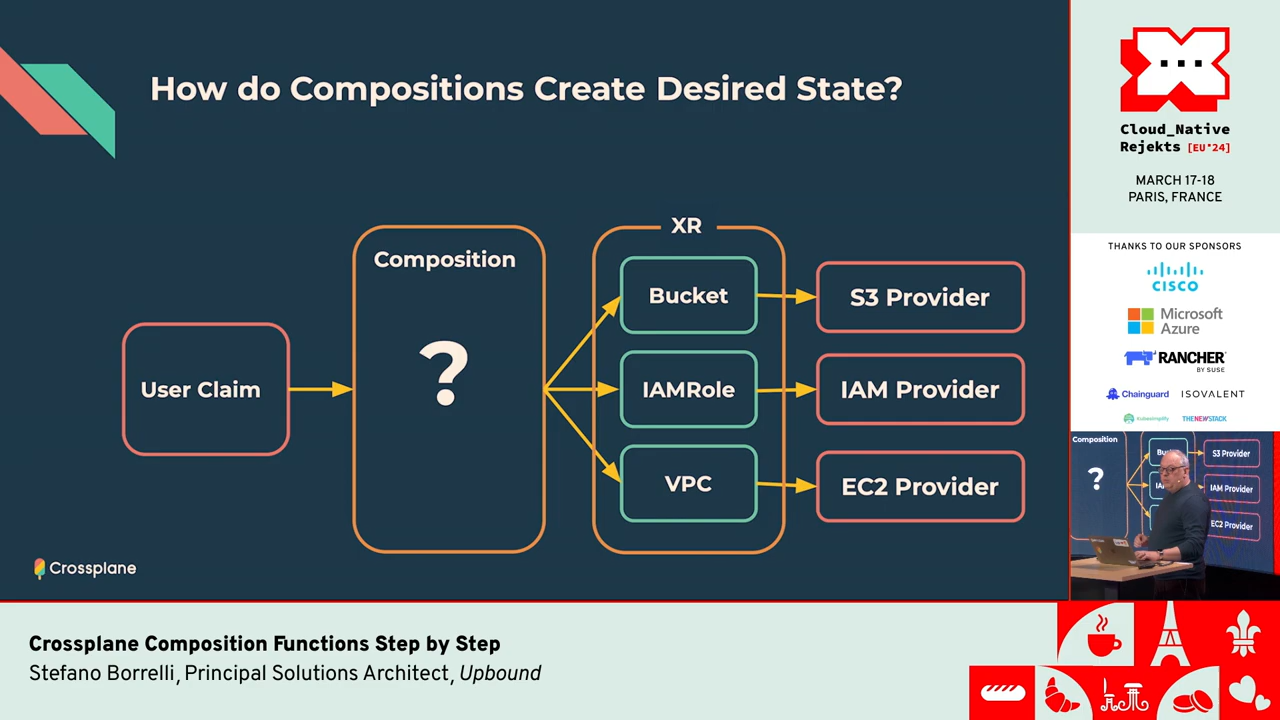 How do Compositions Create Desired State?
User Claim
Composition
?
XR
Bucket
IAMRole
VPC
S3 Provider
IAM Provider
EC2 Provider
Crossplane
Cloud_Native
Rejekts [EU'24]
MARCH 17-18
PARIS, FRANCE
THANKS TO OUR SPONSORS
CISCO
Microsoft
Azure
RANCHER
BY SUSE
Chainguard
ISOVALENT
kubesimplify
THENEWSTACK
Composition
?
S3 Provider
IAM Provider
EC2 Provider
Crossplane Composition Functions Step by Step
Stefano Borrelli, Principal Solutions Architect, Upbound